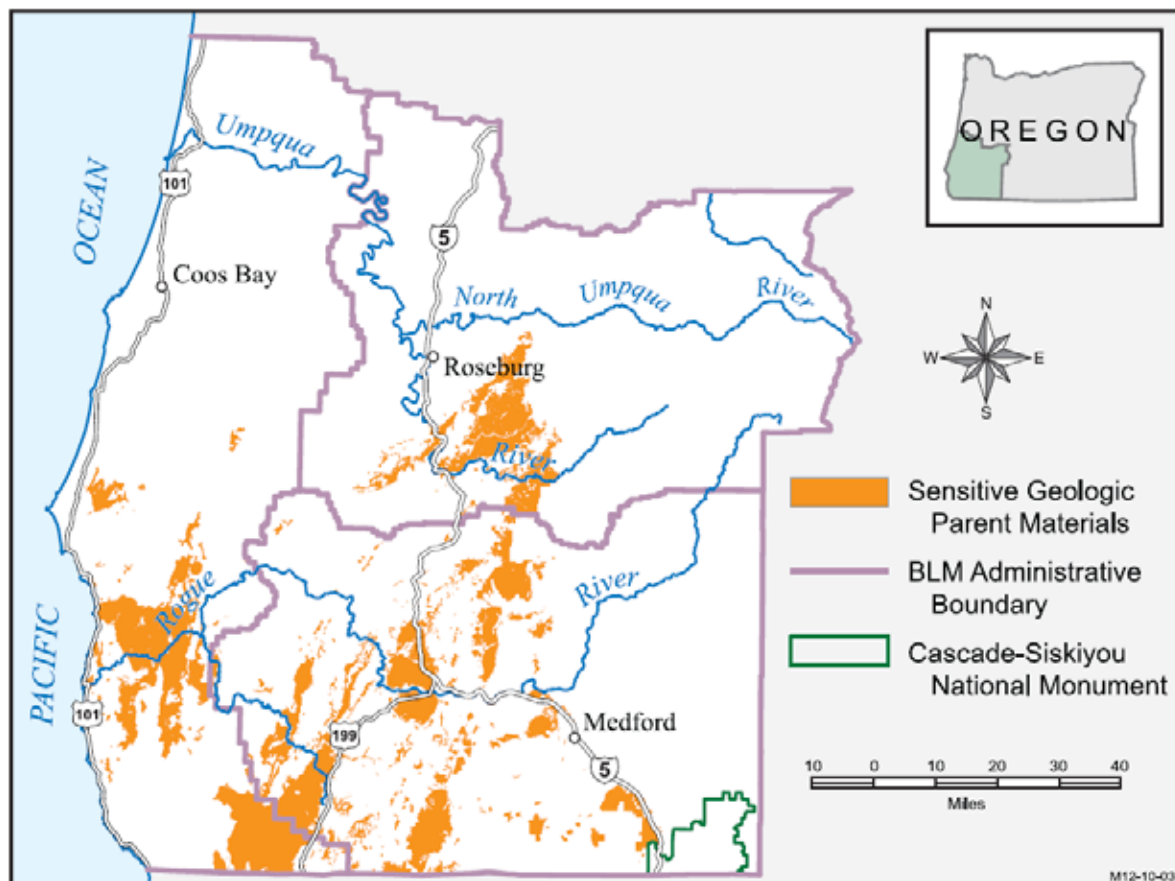 OREGON
Umpqua
101
OCEAN
5
Coos Bay
North Umpqua River
Roseburg
N
W E
S
River
Sensitive Geologic
Parent Materials
BLM Administrative
Boundary
Cascade-Siskiyou
National Monument
Rogue
River
PACIFIC
101
199
Medford
5
10 0 10 20 30 40
Miles
M12-10-03